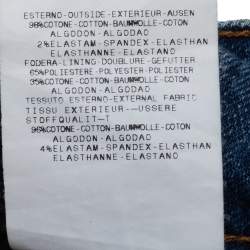 ESTERNO-OUTSIDE-EXTERIEUR-AUSEN
98%COTONE-COTTON-BAUMWOLLE-COTON
ALGODON-ALGODAO
2%ELASTAM-SPANDEX-ELASTHAN
ELASTHANNE-ELASTANO
FODERA-LINING-DOUBLURE-GEFUTTER
65%POLIESTERE-POLYESTER-POLIESTER
35%COTONE-COTTON-BAUMWOLLE-COTON
ALGODON-ALGODAO
TESSUTO ESTERNO-EXTERNAL FABRIC
TISSU EXTERIEUR-—USSERE
STOFFQUALIT—T
96%COTONE-COTTON-BAUMWOLLE-COTON
ALGODON-ALGODAO
4%ELASTAM-SPANDEX-ELASTHAN
ELASTHANNE-ELASTANO